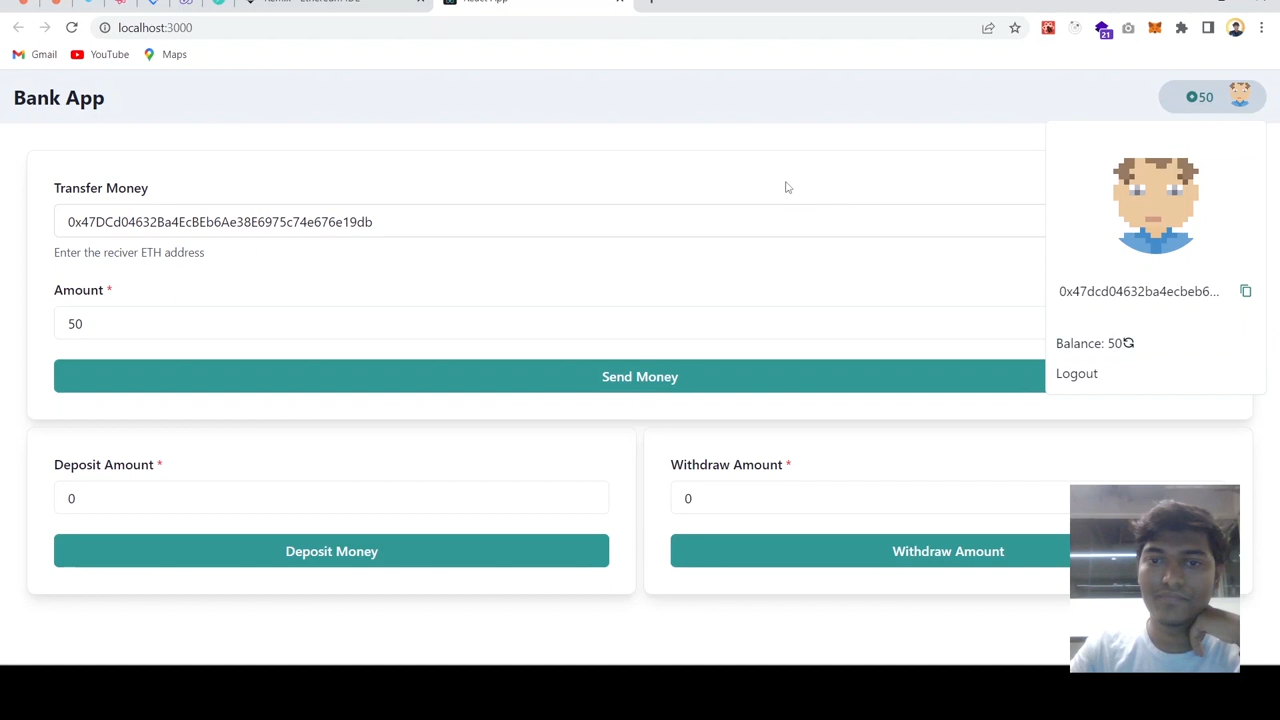 localhost:3000
21
Gmail
YouTube
Maps
Bank App
50
Transfer Money
0x47DCd04632Ba4EcBEb6Ae38E6975c74e676e19db
Enter the reciver ETH address
0x47dcd04632ba4ecbeb6...
Amount *
50
Balance: 50
Logout
Send Money
Deposit Amount *
0
Deposit Money
Withdraw Amount *
0
Withdraw Amount